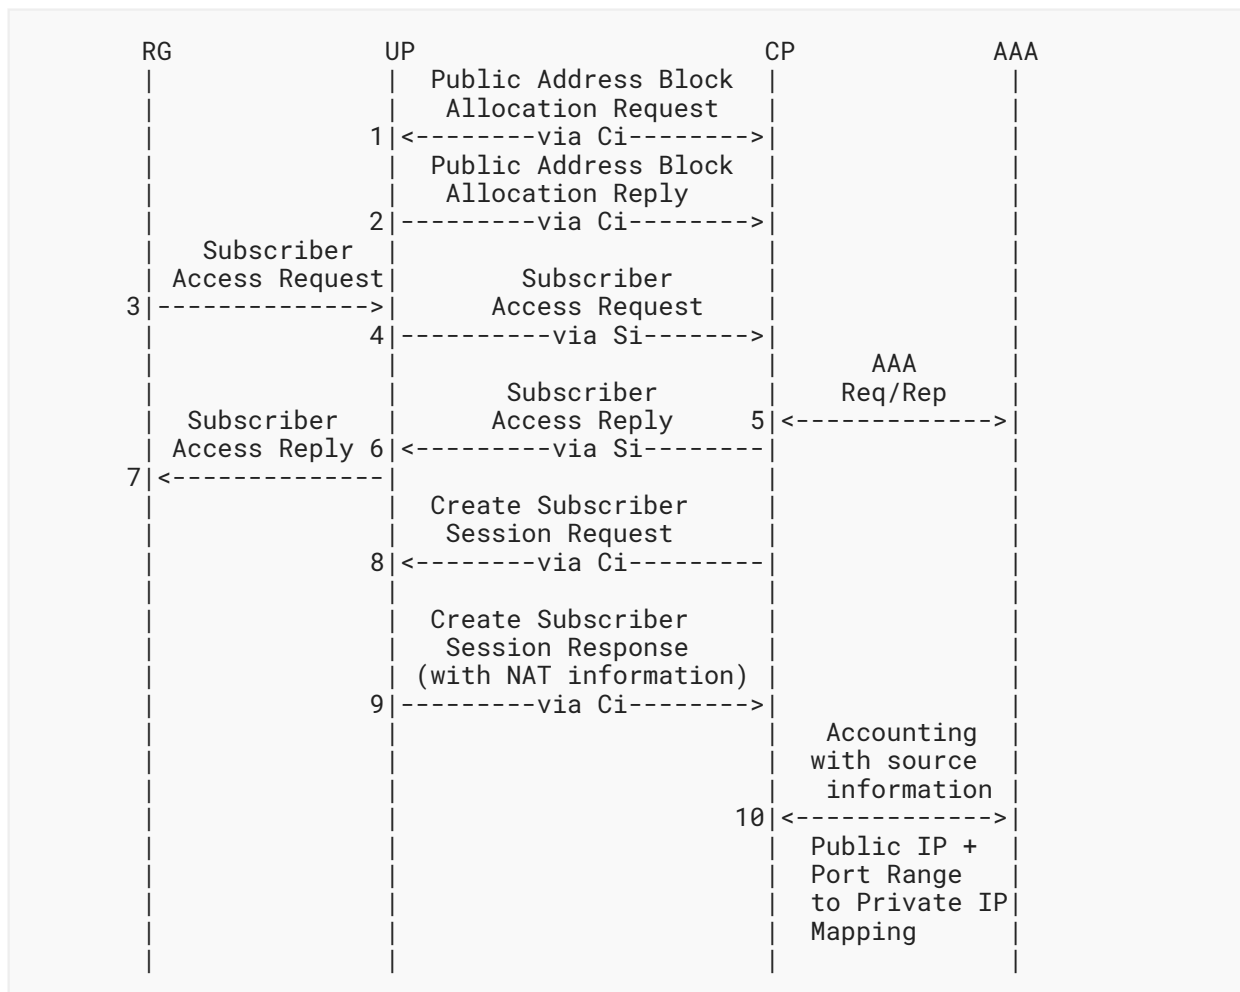 RG UP CP AAA
| | Public Address Block | |
| | Allocation Request | |
| 1|<--------via Ci-------->| |
| | Public Address Block | |
| | Allocation Reply | |
| 2|---------via Ci-------->| |
| Subscriber | | |
| Access Request| Subscriber | |
3|-------------->| Access Request | |
| 4|----------via Si------->| |
| | | AAA |
| | Subscriber | Req/Rep |
| Subscriber | Access Reply 5|<------------->|
| Access Reply 6|<----------via Si--------| |
7|<--------------| | |
| | Create Subscriber | |
| | Session Request | |
| 8|<--------via Ci---------| |
| | | |
| | Create Subscriber | |
| | Session Response | |
| | (with NAT information) | |
| 9|---------via Ci-------->| |
| | | Accounting |
| | | with source |
| | | information |
| | 10|<------------->|
| | | Public IP + |
| | | Port Range |
| | | to Private IP|
| | | Mapping |
| | | |